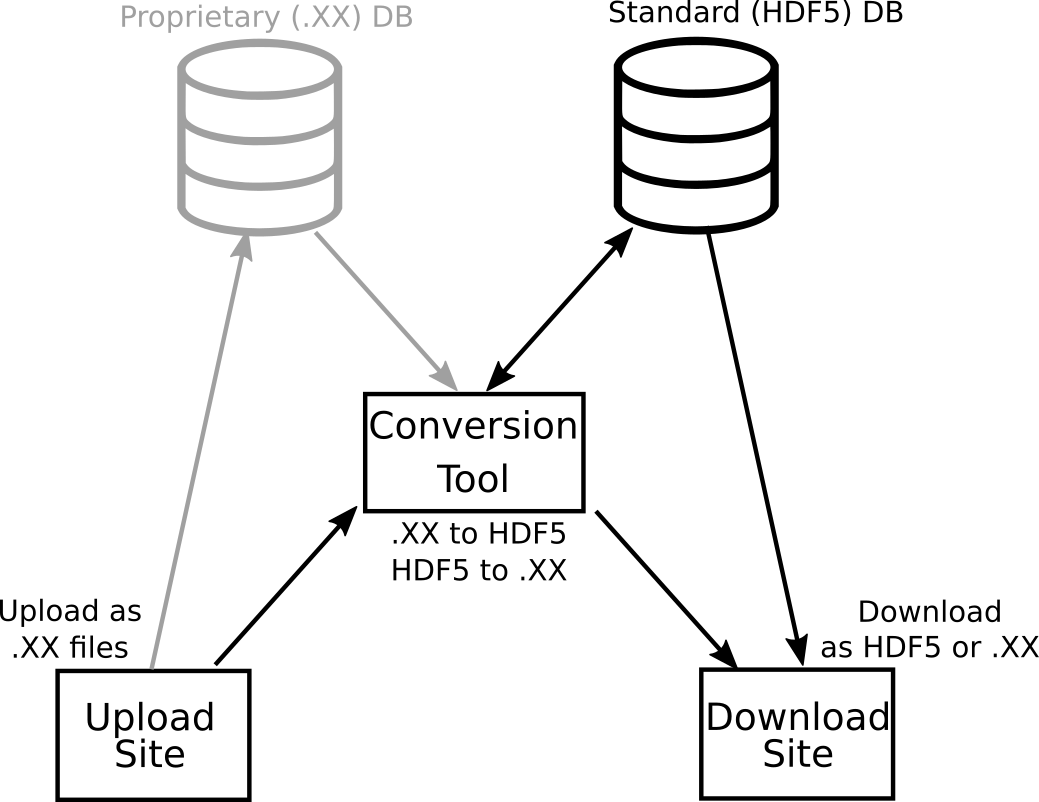 Proprietary (.XX) DB
Standard (HDF5) DB
Conversion
Tool
.XX to HDF5
HDF5 to .XX
Upload as
.XX files
Download
as HDF5 or .XX
Upload
Site
Download
Site